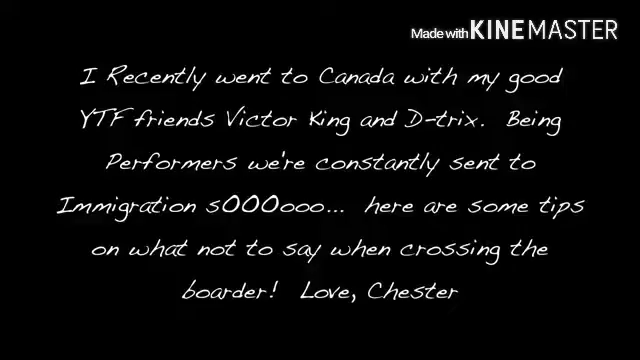 Made with KINEMASTER
I Recently went to Canada with my good
YTF friends Victor King and D-trix. Being
Performers we're constantly sent to
Immigration sOOOooo... here are some tips
on what not to say when crossing the
boarder! Love, Chester